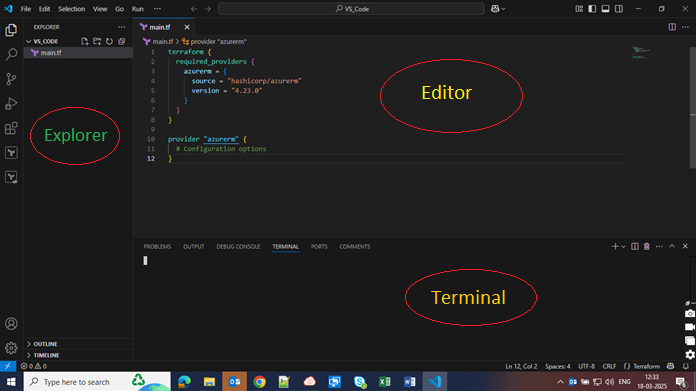 File Edit Selection View Go Run ··· VS_Code
EXPLORER ···
main.tf
VS_CODE
main.tf
main.tf > provider "azurerm"
1 terraform {
2 required_providers {
3 azurerm = {
4 source = "hashicorp/azurerm"
5 version = "4.23.0"
6 }
7 }
8 }
9
10 provider "azurerm" {
11 # Configuration options
12 }
Explorer
Editor
PROBLEMS OUTPUT DEBUG CONSOLE TERMINAL PORTS COMMENTS
Terminal
OUTLINE
TIMELINE
0 0 Ln 12, Col 2 Spaces: 4 UTF-8 CRLF {} Terraform
Type here to search
ENG
12:33
18-03-2025